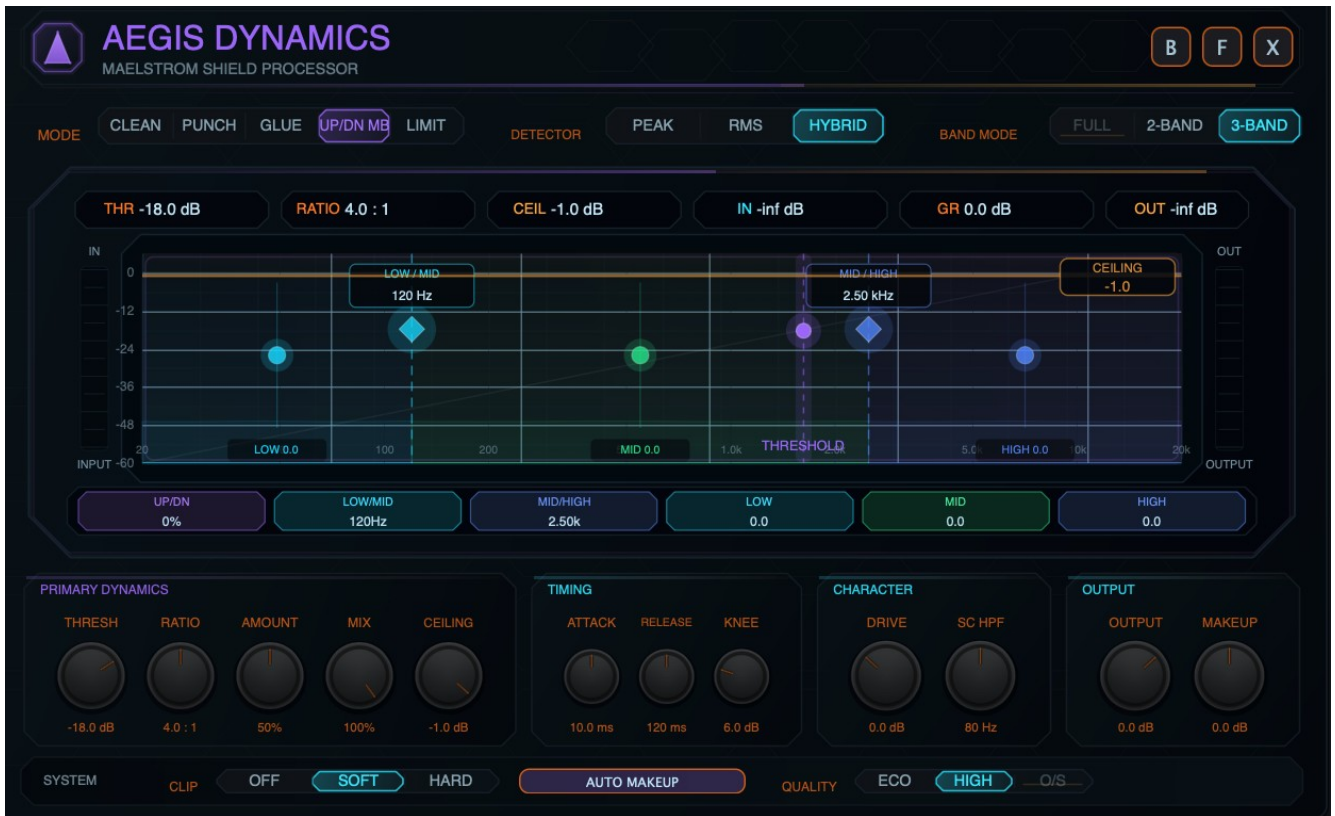 AEGIS DYNAMICS
MAELSTROM SHIELD PROCESSOR
B F X
MODE CLEAN PUNCH GLUE UP/DN MB LIMIT DETECTOR PEAK RMS HYBRID BAND MODE FULL 2-BAND 3-BAND
THR -18.0 dB RATIO 4.0 : 1 CEIL -1.0 dB IN -inf dB GR 0.0 dB OUT -inf dB
IN OUT
LOW / MID MID / HIGH CEILING
0
120 Hz 2.50 kHz -1.0
-12
-24
-36
-48
20 LOW 0.0 100 200 MID 0.0 1.0k THRESHOLD 5.0 HIGH 0.0 10k 20k
INPUT -60 OUTPUT
UP/DN LOW/MID MID/HIGH LOW MID HIGH
0% 120Hz 2.50k 0.0 0.0 0.0
PRIMARY DYNAMICS TIMING CHARACTER OUTPUT
THRESH RATIO AMOUNT MIX CEILING ATTACK RELEASE KNEE DRIVE SC HPF OUTPUT MAKEUP
-18.0 dB 4.0 : 1 50% 100% -1.0 dB 10.0 ms 120 ms 6.0 dB 0.0 dB 80 Hz 0.0 dB 0.0 dB
SYSTEM CLIP OFF SOFT HARD AUTO MAKEUP QUALITY ECO HIGH O/S